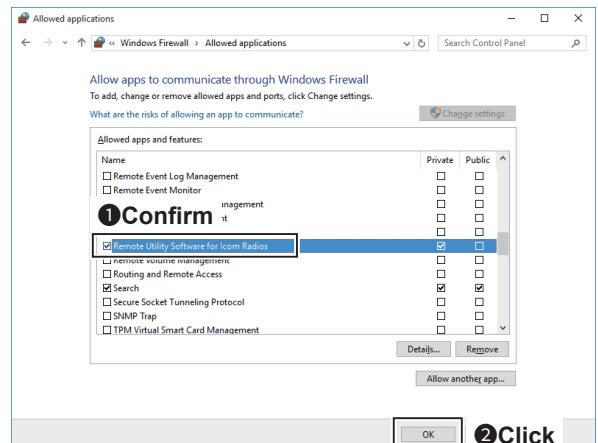 Allowed applications
« Windows Firewall › Allowed applications
Search Control Panel
Allow apps to communicate through Windows Firewall
To add, change or remove allowed apps and ports, click Change settings.
What are the risks of allowing an app to communicate?
Change settings
Allowed apps and features:
Name Private Public
Remote Event Log Management
Remote Event Monitor
❶Confirm
Remote Utility Software for Icom Radios
Remote Volume Management
Routing and Remote Access
Search
Secure Socket Tunneling Protocol
SNMP Trap
TPM Virtual Smart Card Management
Details... Remove
Allow another app...
OK ❷Click